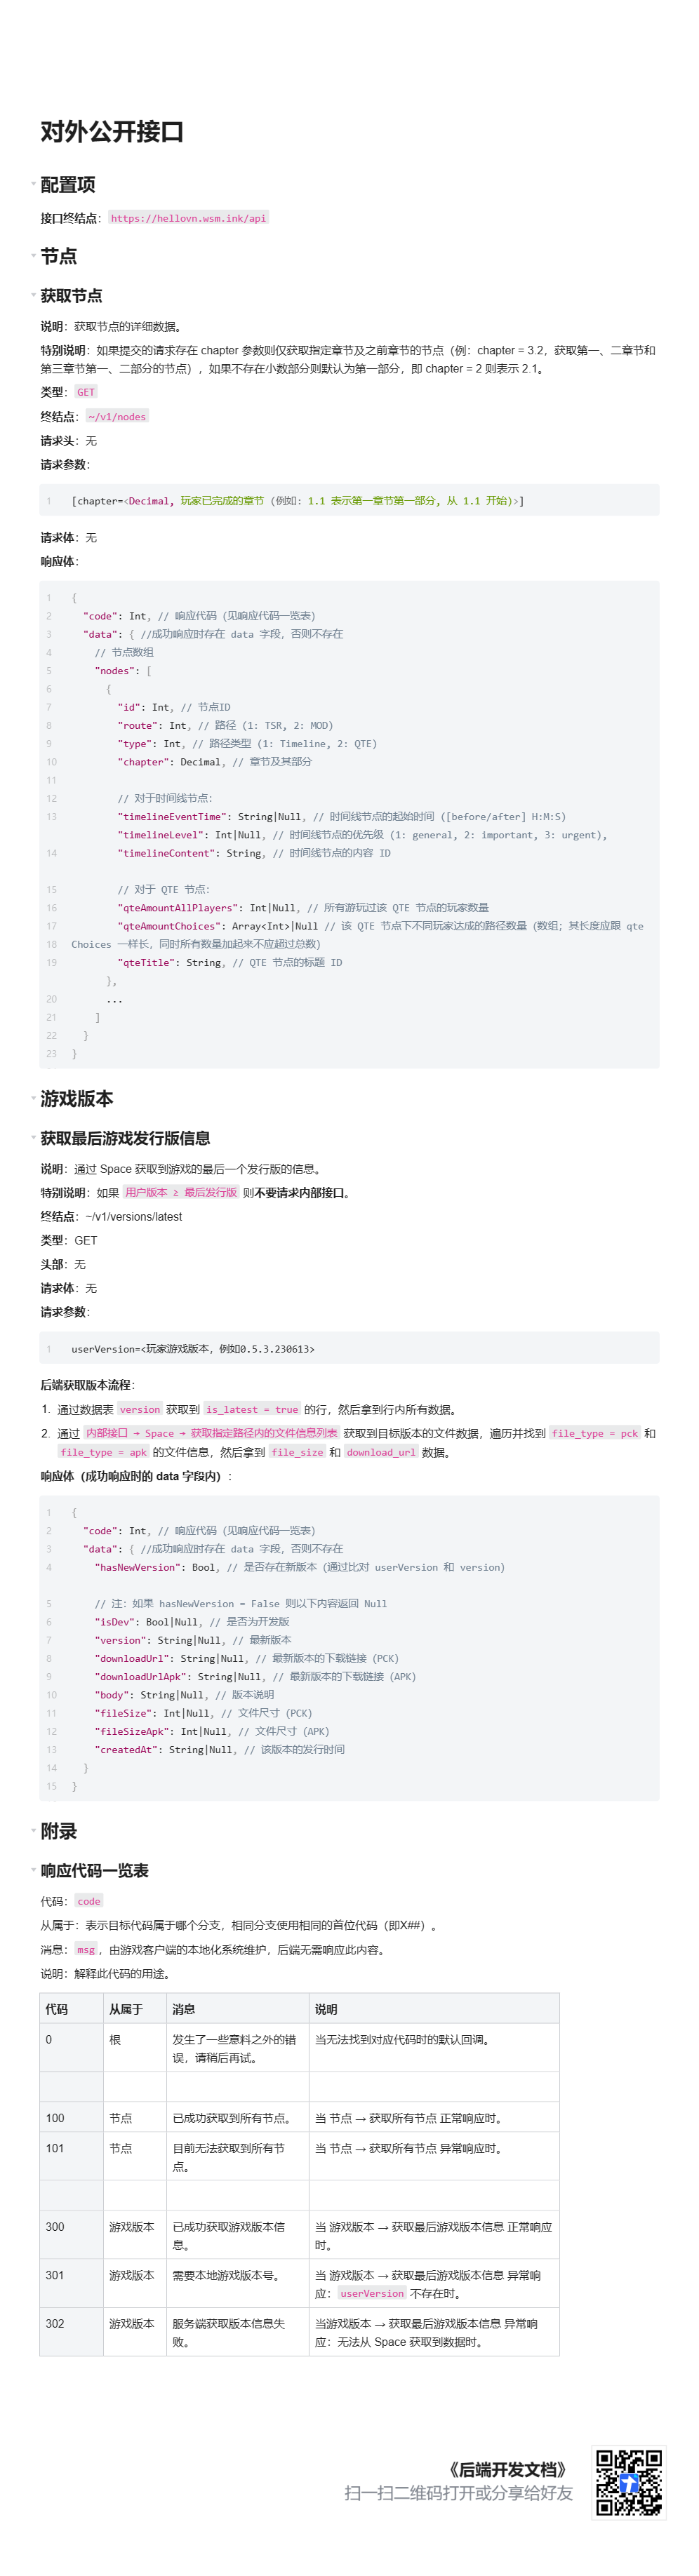 对外公开接口
配置项
接口终结点：https://hellovn.wsm.ink/api
节点
获取节点
说明：获取节点的详细数据。
特别说明：如果提交的请求存在 chapter 参数则仅获取指定章节及之前章节的节点（例：chapter = 3.2，获取第一、二章节和
第三章节第一、二部分的节点），如果不存在小数部分则默认为第一部分，即 chapter = 2 则表示 2.1。
类型：GET
终结点：~/v1/nodes
请求头：无
请求参数：
1 [chapter=<Decimal, 玩家已完成的章节 (例如: 1.1 表示第一章节第一部分, 从 1.1 开始)>]
请求体：无
响应体：
1 {
2 "code": Int, // 响应代码 (见响应代码一览表)
3 "data": { //成功响应时存在 data 字段，否则不存在
4 // 节点数组
5 "nodes": [
6 {
7 "id": Int, // 节点ID
8 "route": Int, // 路径 (1: TSR, 2: MOD)
9 "type": Int, // 路径类型 (1: Timeline, 2: QTE)
10 "chapter": Decimal, // 章节及其部分
11
12 // 对于时间线节点：
13 "timelineEventTime": String|Null, // 时间线节点的起始时间 ([before/after] H:M:S)
"timelineLevel": Int|Null, // 时间线节点的优先级 (1: general, 2: important, 3: urgent),
14 "timelineContent": String, // 时间线节点的内容 ID
15 // 对于 QTE 节点：
16 "qteAmountAllPlayers": Int|Null, // 所有游玩过该 QTE 节点的玩家数量
17 "qteAmountChoices": Array<Int>|Null // 该 QTE 节点下不同玩家达成的路径数量 (数组；其长度应跟 qte
18 Choices 一样长，同时所有数量加起来不应超过总数)
19 "qteTitle": String, // QTE 节点的标题 ID
},
20 ...
21 ]
22 }
23 }
游戏版本
获取最后游戏发行版信息
说明：通过 Space 获取到游戏的最后一个发行版的信息。
特别说明：如果 用户版本 ≥ 最后发行版 则不要请求内部接口。
终结点：~/v1/versions/latest
类型：GET
头部：无
请求体：无
请求参数：
1 userVersion=<玩家游戏版本，例如0.5.3.230613>
后端获取版本流程：
1. 通过数据表 version 获取到 is_latest = true 的行，然后拿到行内所有数据。
2. 通过 内部接口 → Space → 获取指定路径内的文件信息列表 获取到目标版本的文件数据，遍历并找到 file_type = pck 和
file_type = apk 的文件信息，然后拿到 file_size 和 download_url 数据。
响应体（成功响应时的 data 字段内）：
1 {
2 "code": Int, // 响应代码 (见响应代码一览表)
3 "data": { //成功响应时存在 data 字段，否则不存在
4 "hasNewVersion": Bool, // 是否存在新版本 (通过比对 userVersion 和 version)
5 // 注：如果 hasNewVersion = False 则以下内容返回 Null
6 "isDev": Bool|Null, // 是否为开发版
7 "version": String|Null, // 最新版本
8 "downloadUrl": String|Null, // 最新版本的下载链接 (PCK)
9 "downloadUrlApk": String|Null, // 最新版本的下载链接 (APK)
10 "body": String|Null, // 版本说明
11 "fileSize": Int|Null, // 文件尺寸 (PCK)
12 "fileSizeApk": Int|Null, // 文件尺寸 (APK)
13 "createdAt": String|Null, // 该版本的发行时间
14 }
15 }
附录
响应代码一览表
代码：code
从属于：表示目标代码属于哪个分支，相同分支使用相同的首位代码（即X##）。
消息：msg，由游戏客户端的本地化系统维护，后端无需响应此内容。
说明：解释此代码的用途。
代码 从属于 消息 说明
0 根 发生了一些意料之外的错 当无法找到对应代码时的默认回调。
误，请稍后再试。
100 节点 已成功获取到所有节点。 当 节点 → 获取所有节点 正常响应时。
101 节点 目前无法获取到所有节 当 节点 → 获取所有节点 异常响应时。
点。
300 游戏版本 已成功获取游戏版本信 当 游戏版本 → 获取最后游戏版本信息 正常响应
息。 时。
301 游戏版本 需要本地游戏版本号。 当 游戏版本 → 获取最后游戏版本信息 异常响
应：userVersion 不存在时。
302 游戏版本 服务端获取版本信息失 当游戏版本 → 获取最后游戏版本信息 异常响
败。 应：无法从 Space 获取到数据时。
《后端开发文档》
扫一扫二维码打开或分享给好友